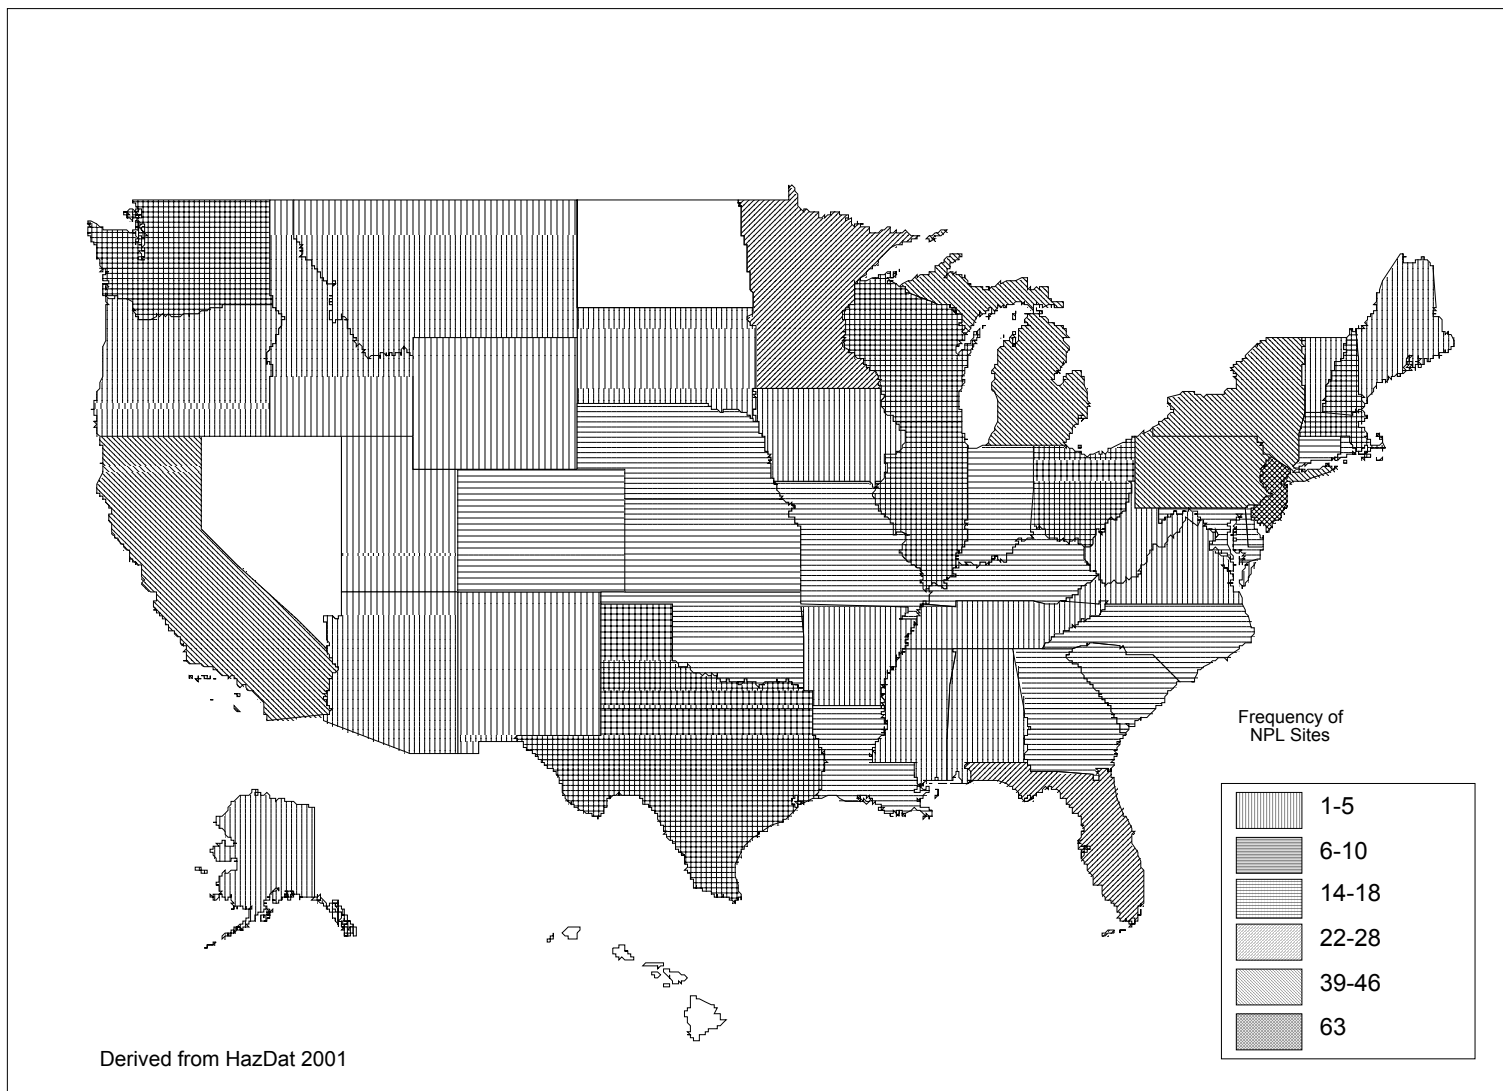 Frequency of
NPL Sites
1-5
6-10
14-18
22-28
39-46
63
Derived from HazDat 2001